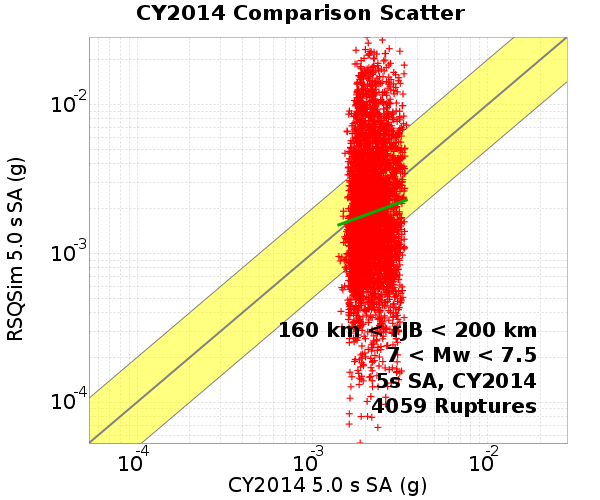 CY2014 Comparison Scatter
RSQSim 5.0 s SA (g)
10-2
10-3
10-4
160 km < rJB < 200 km
7 < Mw < 7.5
5s SA, CY2014
4059 Ruptures
10-4 10-3 10-2
CY2014 5.0 s SA (g)